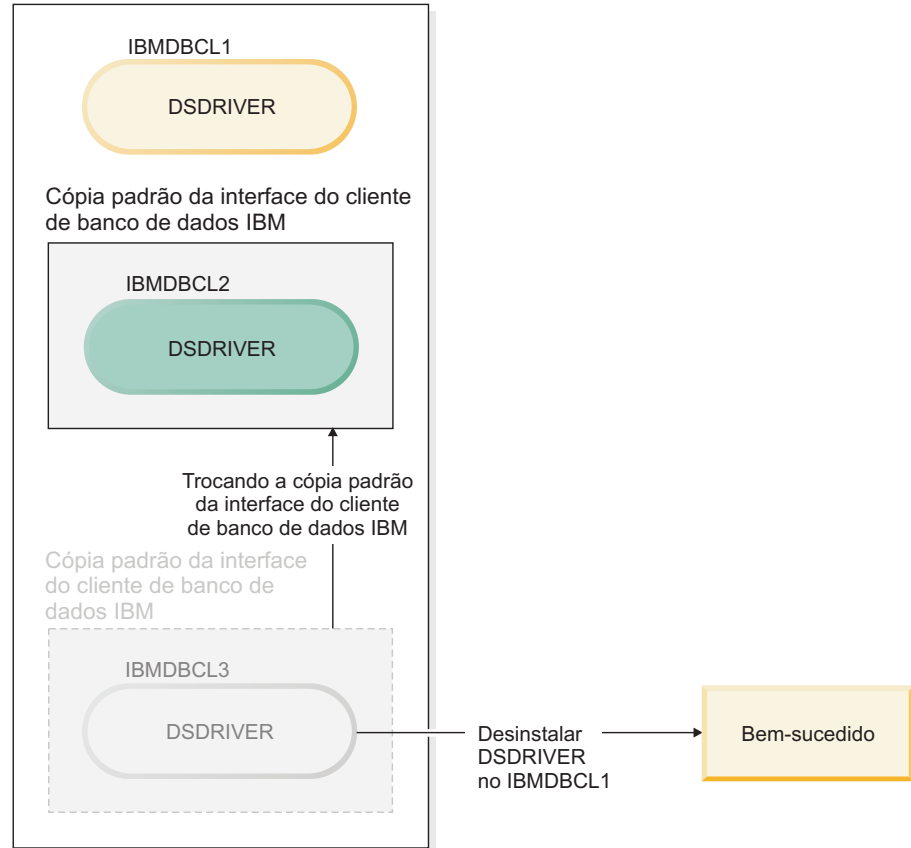 IBMDBCL1
DSDRIVER
Cópia padrão da interface do cliente
de banco de dados IBM
IBMDBCL2
DSDRIVER
Trocando a cópia padrão
da interface do cliente
de banco de dados IBM
Cópia padrão da interface
do cliente de banco de
dados IBM
IBMDBCL3
DSDRIVER
Desinstalar
DSDRIVER
no IBMDBCL1
Bem-sucedido